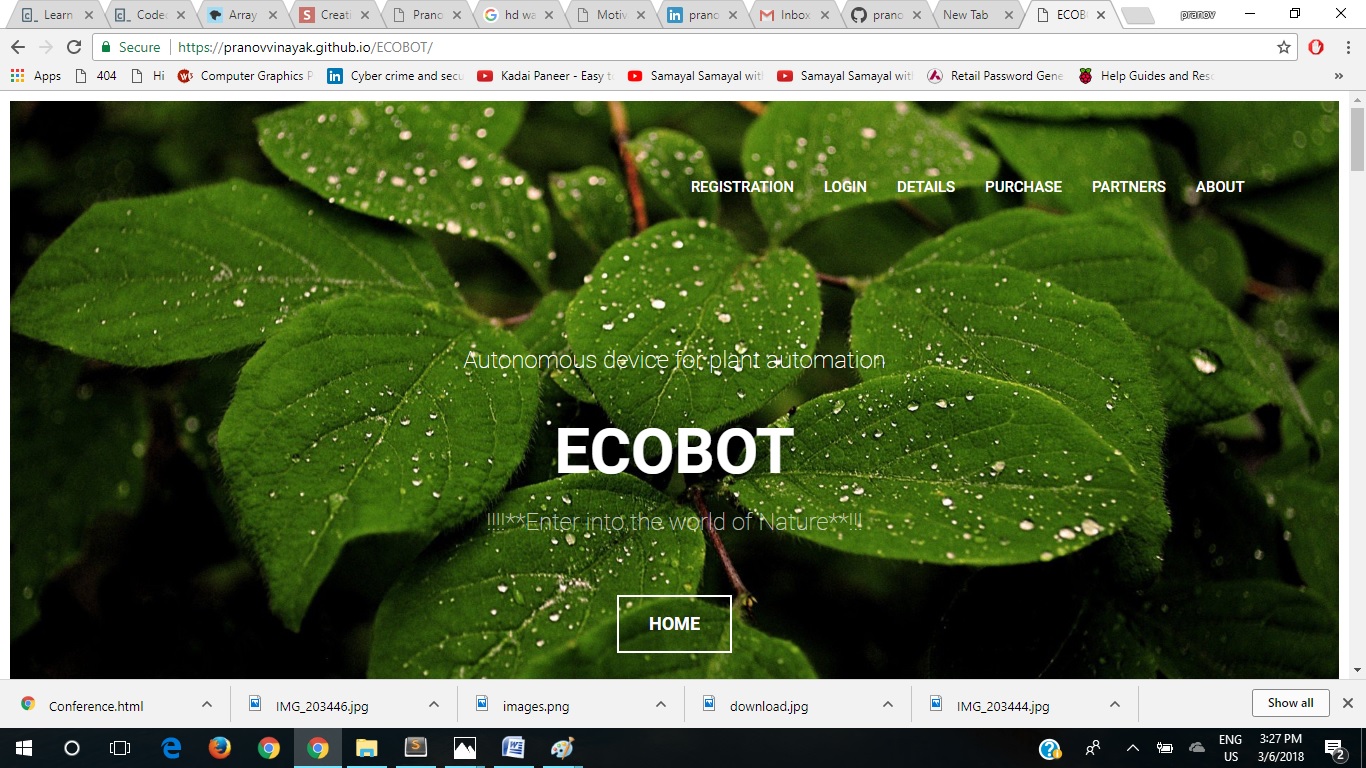 Learn
Codec
Array
Creati
Prano
hd wa
Motiv
prano
Inbox
prano
New Tab
ECOB
pranov
Secure
https://pranovvinayak.github.io/ECOBOT/
Apps
404
Hi
Computer Graphics P
Cyber crime and secu
Kadai Paneer - Easy t
Samayal Samayal with
Samayal Samayal with
Retail Password Gene
Help Guides and Res
REGISTRATION LOGIN DETAILS PURCHASE PARTNERS ABOUT
Autonomous device for plant automation
ECOBOT
!!!!**Enter into the world of Nature**!!!
HOME
Conference.html
IMG_203446.jpg
images.png
download.jpg
IMG_203444.jpg
Show all
ENG
US
3:27 PM
3/6/2018
2